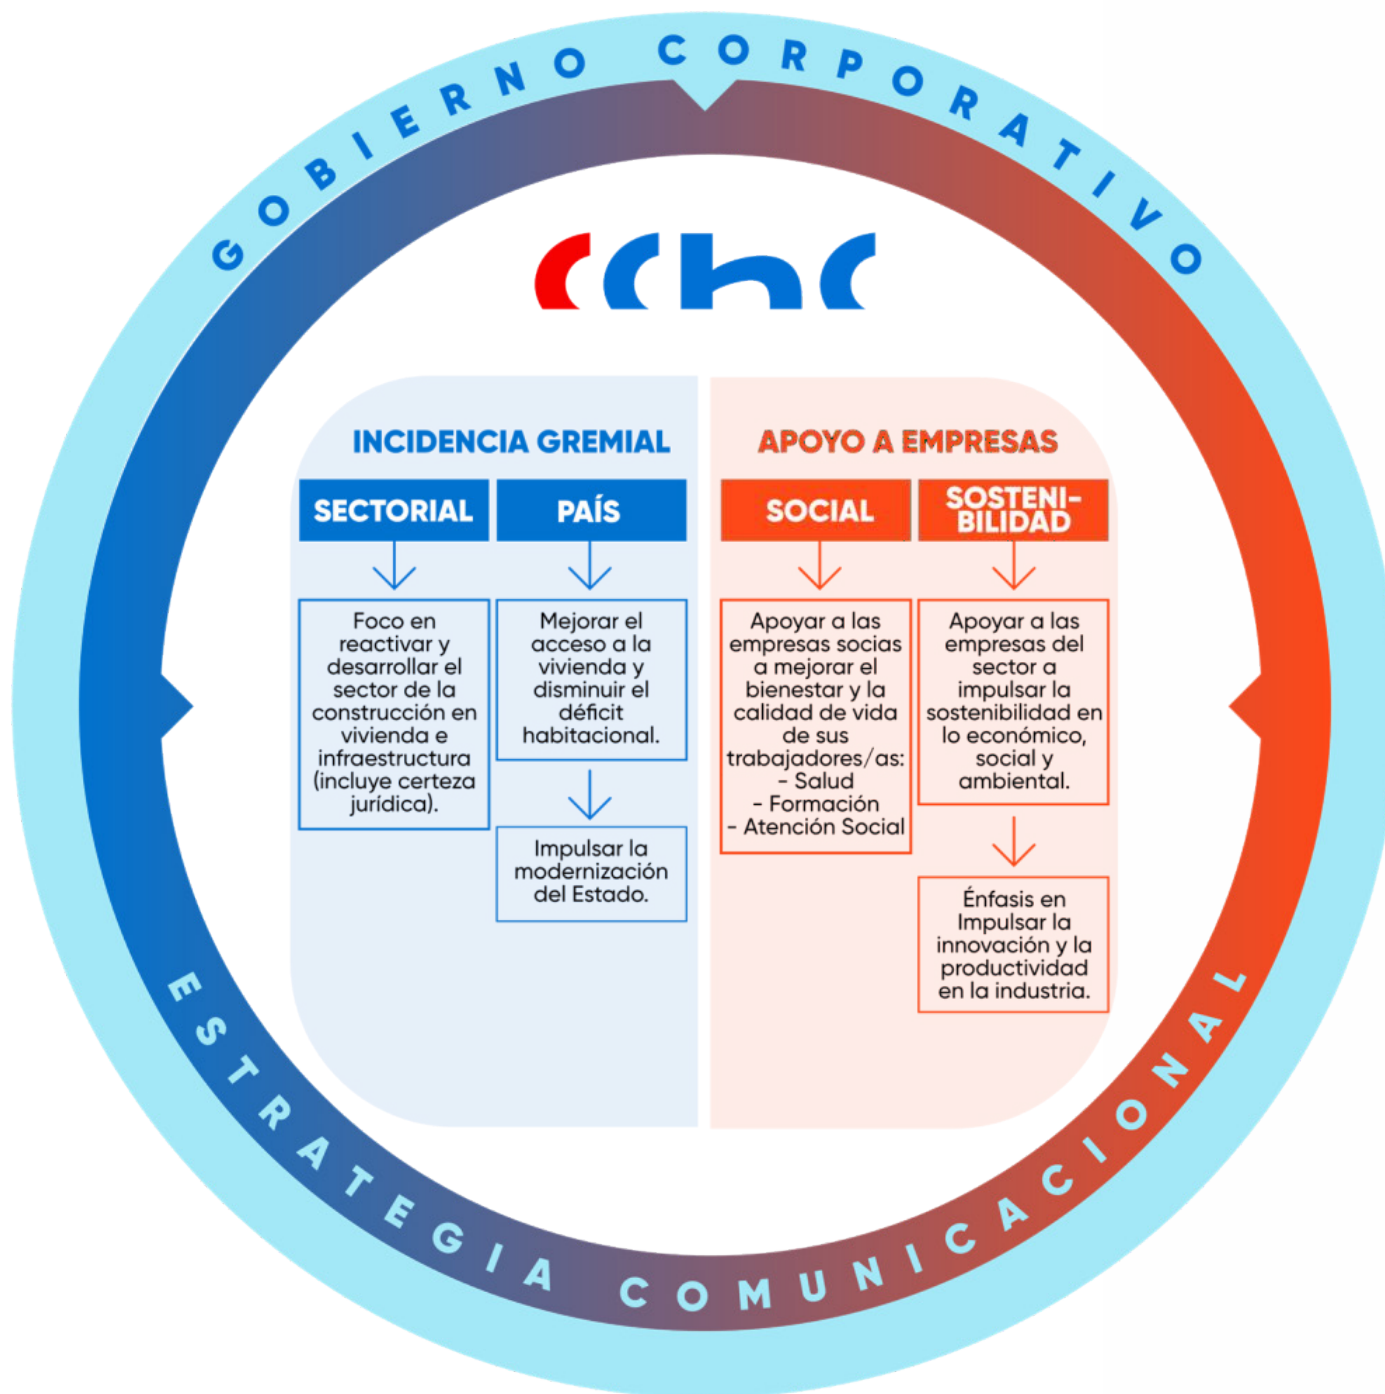 GOBIERNO CORPORATIVO
cchc
INCIDENCIA GREMIAL
SECTORIAL
Foco en
reactivar y
desarrollar el
sector de la
construcción en
vivienda e
infraestructura
(incluye certeza
jurídica).
PAÍS
Mejorar el
acceso a la
vivienda y
disminuir el
déficit
habitacional.
Impulsar la
modernización
del Estado.
APOYO A EMPRESAS
SOCIAL
Apoyar a las
empresas socias
a mejorar el
bienestar y la
calidad de vida
de sus
trabajadores/as:
- Salud
- Formación
- Atención Social
SOSTENI-
BILIDAD
Apoyar a las
empresas del
sector a
impulsar la
sostenibilidad en
lo económico,
social y
ambiental.
Énfasis en
Impulsar la
innovación y la
productividad
en la industria.
ESTRATEGIA COMUNICACIONAL